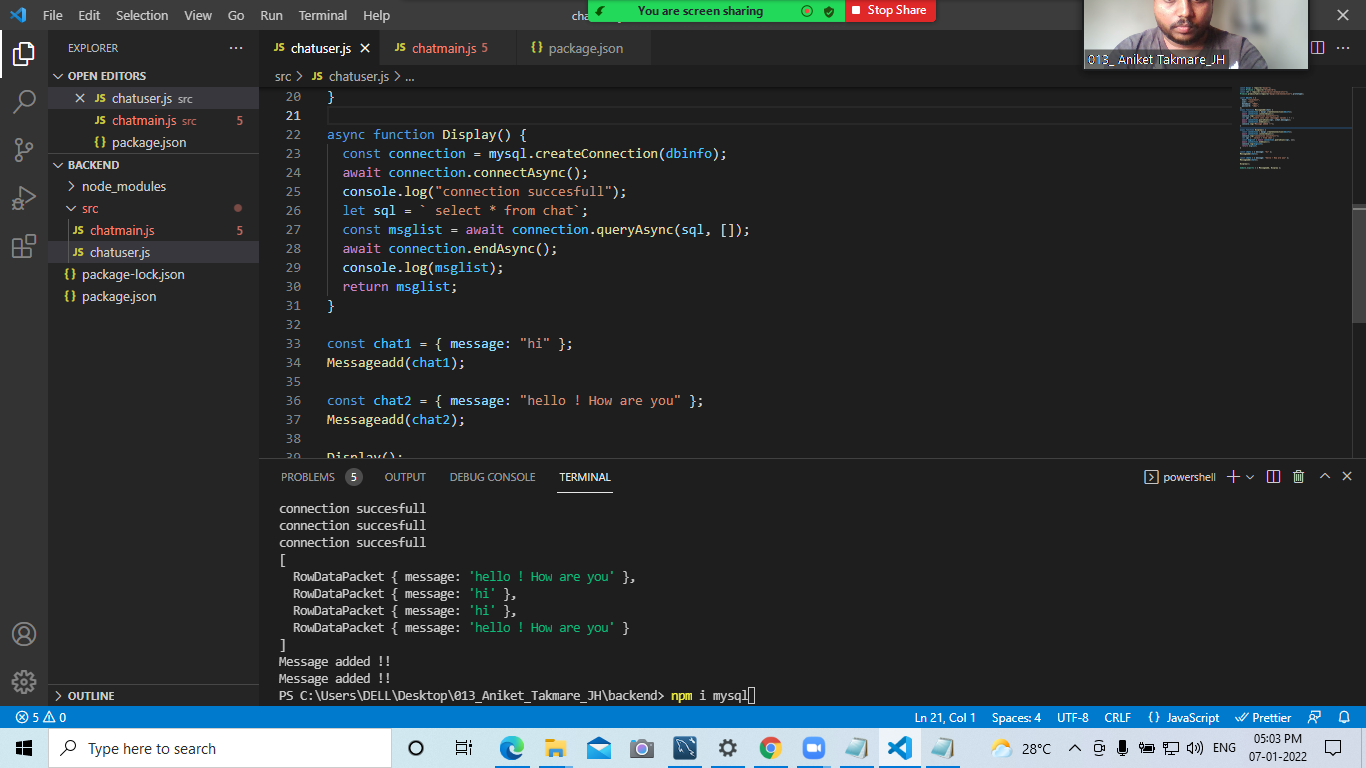 File Edit Selection View Go Run Terminal Help
You are screen sharing
Stop Share
013_ Aniket Takmare_JH
EXPLORER
OPEN EDITORS
JS chatuser.js src
JS chatmain.js src 5
{} package.json
BACKEND
node_modules
src
JS chatmain.js 5
JS chatuser.js
{} package-lock.json
{} package.json
OUTLINE
JS chatuser.js
JS chatmain.js 5
{} package.json
src > JS chatuser.js > ...
20 }
21
22 async function Display() {
23 const connection = mysql.createConnection(dbinfo);
24 await connection.connectAsync();
25 console.log("connection succesfull");
26 let sql = ` select * from chat`;
27 const msglist = await connection.queryAsync(sql, []);
28 await connection.endAsync();
29 console.log(msglist);
30 return msglist;
31 }
32
33 const chat1 = { message: "hi" };
34 Messageadd(chat1);
35
36 const chat2 = { message: "hello ! How are you" };
37 Messageadd(chat2);
38
39 Display();
PROBLEMS 5 OUTPUT DEBUG CONSOLE TERMINAL
powershell
connection succesfull
connection succesfull
connection succesfull
[
RowDataPacket { message: 'hello ! How are you' },
RowDataPacket { message: 'hi' },
RowDataPacket { message: 'hi' },
RowDataPacket { message: 'hello ! How are you' }
]
Message added !!
Message added !!
PS C:\Users\DELL\Desktop\013_Aniket_Takmare_JH\backend> npm i mysql
5 0
Ln 21, Col 1 Spaces: 4 UTF-8 CRLF {} JavaScript Prettier
Type here to search
28°C
ENG
05:03 PM
07-01-2022